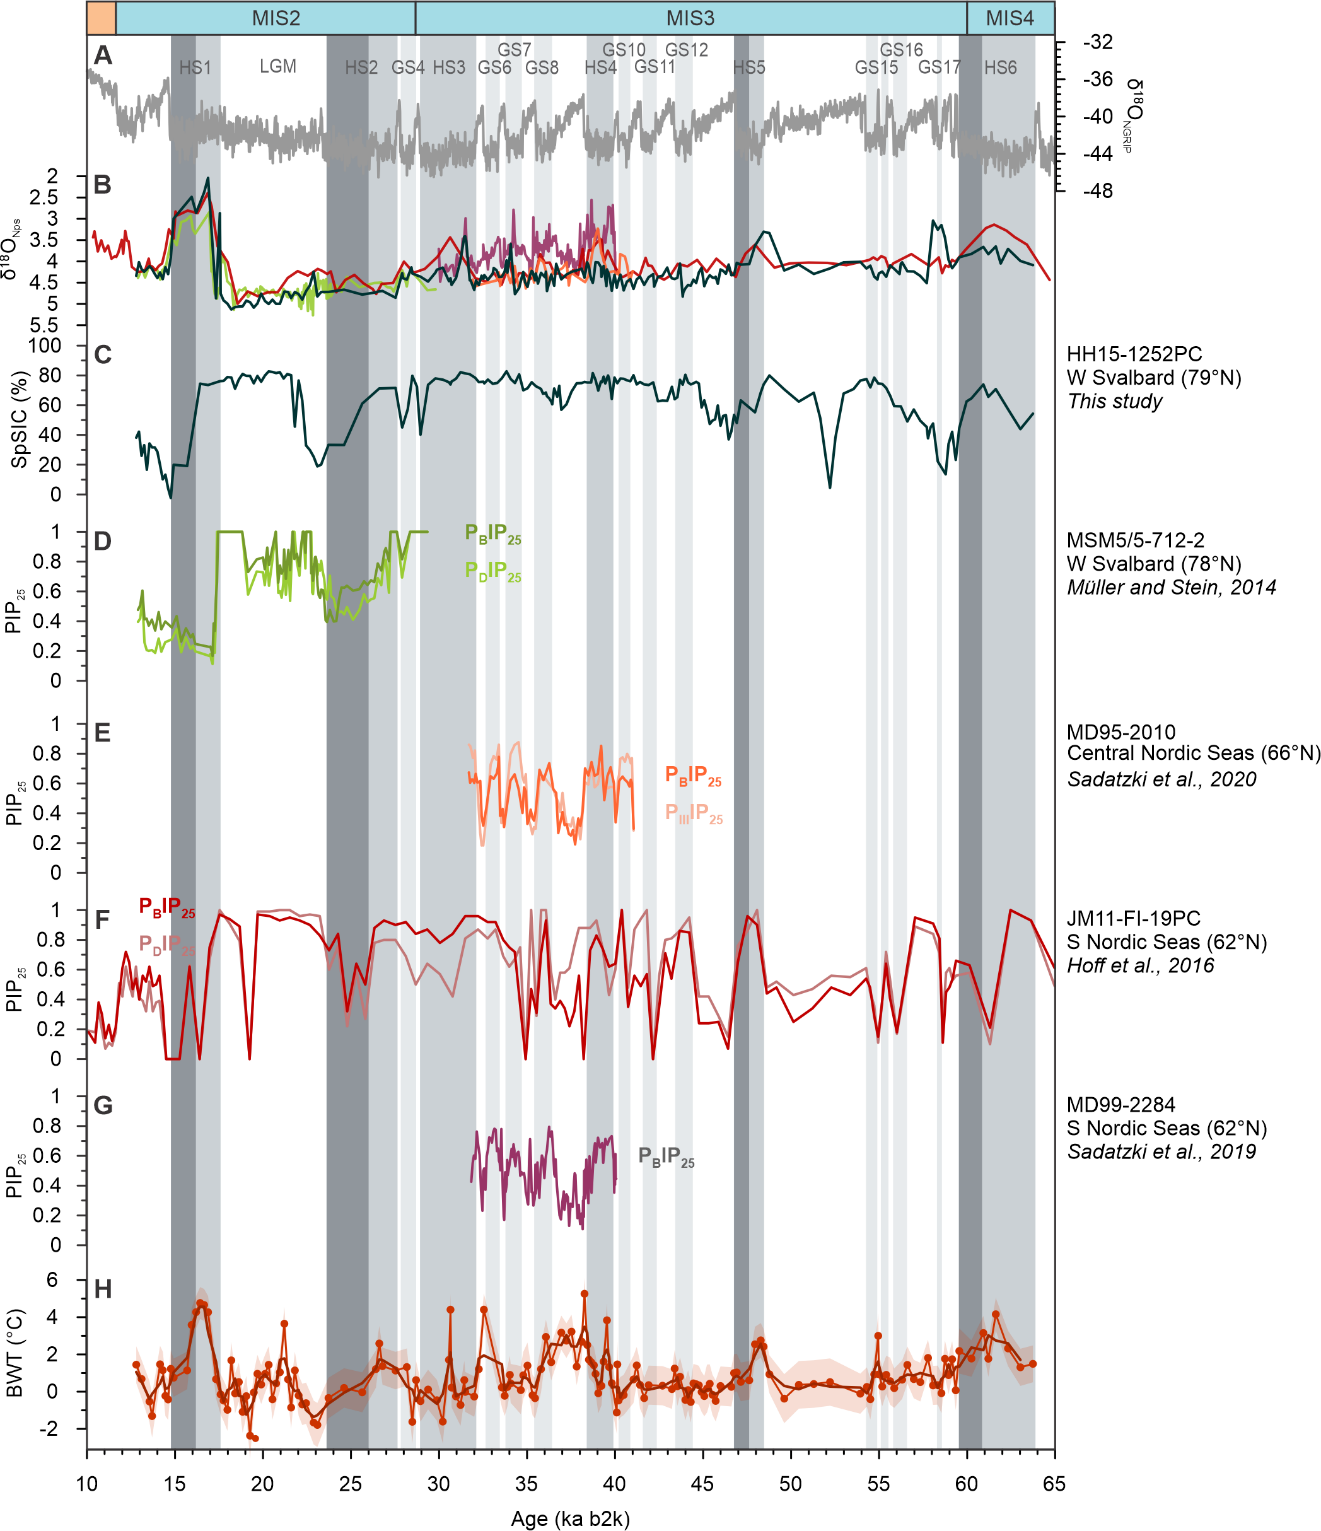 MIS2 MIS3 MIS4
A
GS7 GS10 GS12 GS16
HS1 LGM HS2 GS4 HS3 GS6 GS8 HS4 GS11 HS5 GS15 GS17 HS6
-32
-36
-40
-44
-48
δ18O NGRIP
B
2
2.5
3
3.5
4
4.5
5
5.5
δ18O Nps
C
100
80
60
40
20
0
SpSIC (%)
HH15-1252PC
W Svalbard (79°N)
This study
D
1
0.8
0.6
0.4
0.2
0
PIP25
PBIP25
PDIP25
MSM5/5-712-2
W Svalbard (78°N)
Müller and Stein, 2014
E
1
0.8
0.6
0.4
0.2
0
PIP25
PBIP25
PIIIIP25
MD95-2010
Central Nordic Seas (66°N)
Sadatzki et al., 2020
F
PBIP25
PDIP25
1
0.8
0.6
0.4
0.2
0
PIP25
JM11-FI-19PC
S Nordic Seas (62°N)
Hoff et al., 2016
G
1
0.8
0.6
0.4
0.2
0
PIP25
PBIP25
MD99-2284
S Nordic Seas (62°N)
Sadatzki et al., 2019
H
6
4
2
0
-2
BWT (°C)
10 15 20 25 30 35 40 45 50 55 60 65
Age (ka b2k)